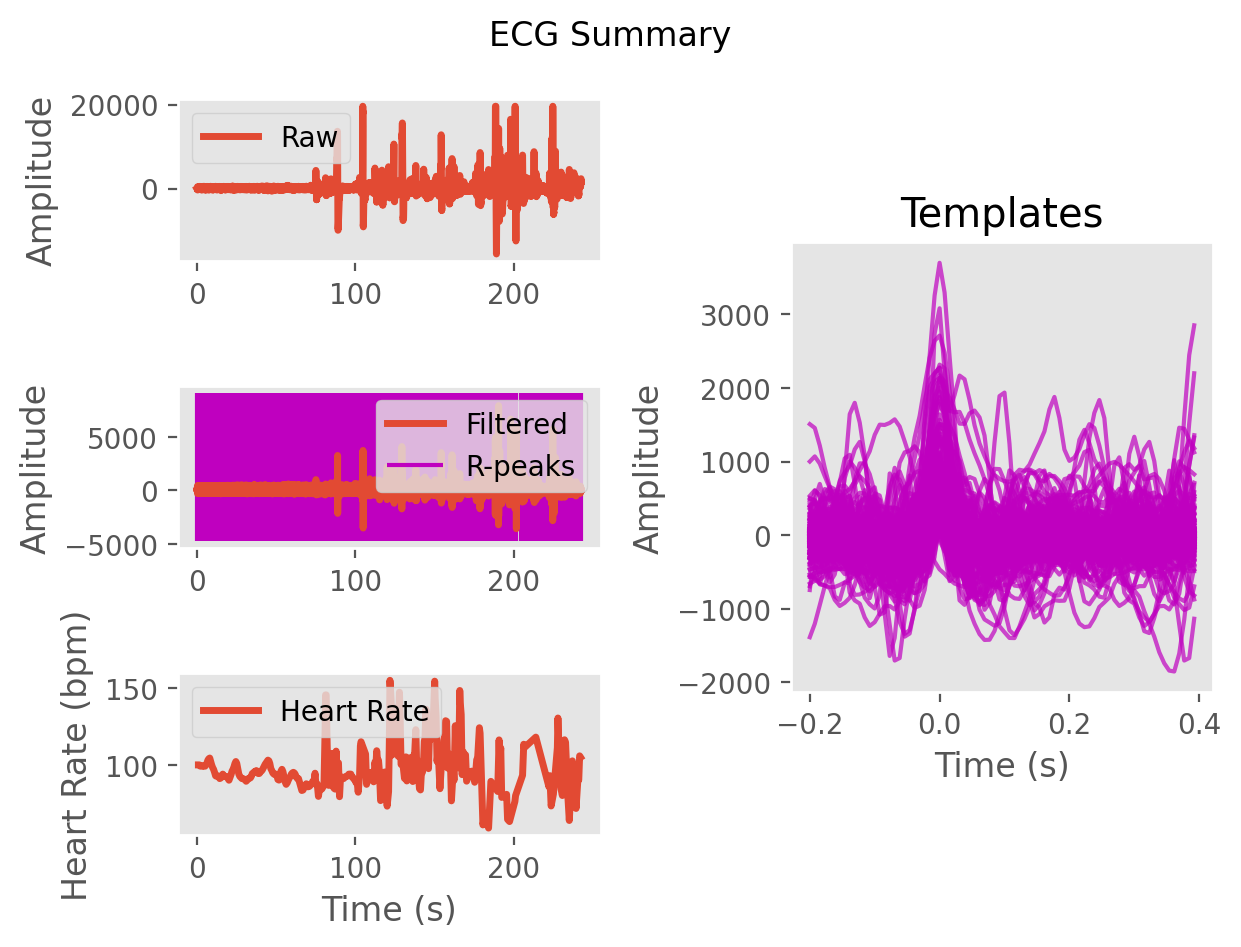 ECG Summary
Amplitude
20000
0
Raw
0 100 200
Amplitude
5000
0
−5000
Filtered
R-peaks
0 100 200
Heart Rate (bpm)
150
100
Heart Rate
0 100 200
Time (s)
Templates
Amplitude
3000
2000
1000
0
−1000
−2000
−0.2 0.0 0.2 0.4
Time (s)